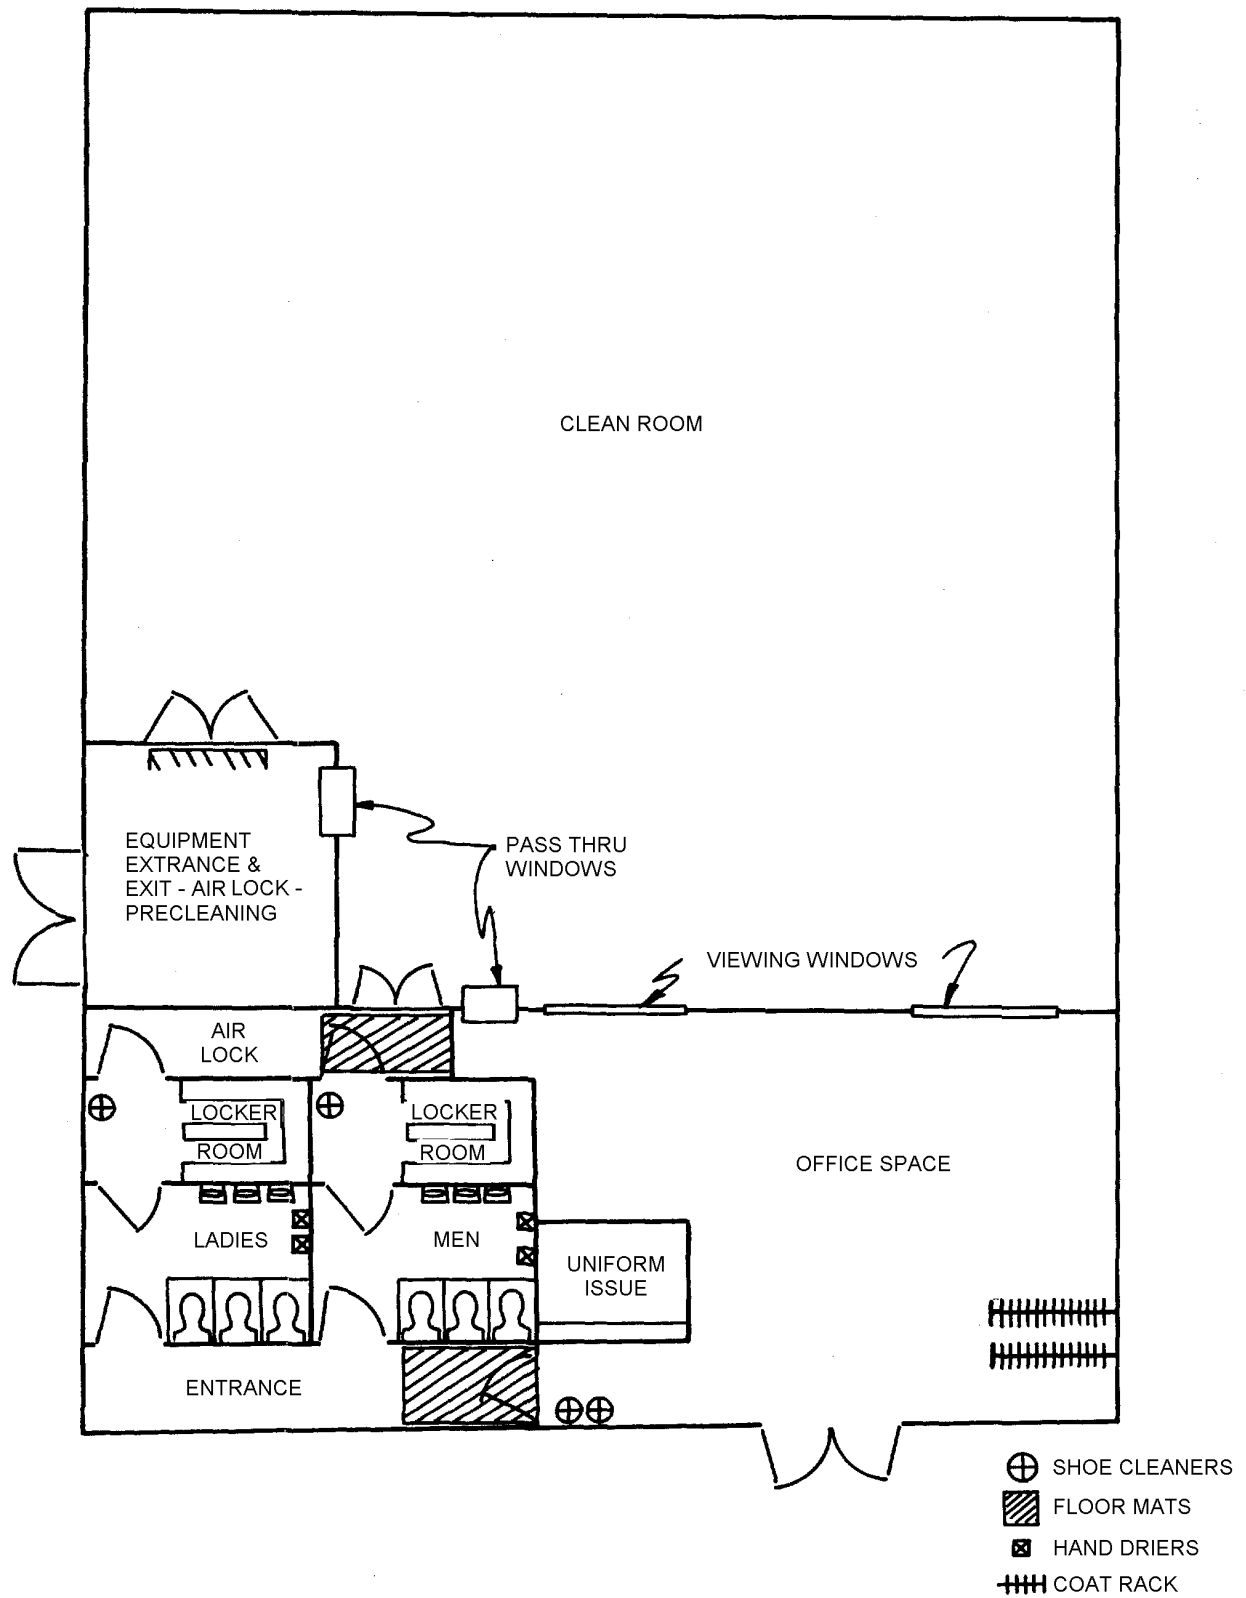 CLEAN ROOM
EQUIPMENT
EXTRANCE &
EXIT - AIR LOCK -
PRECLEANING
PASS THRU
WINDOWS
VIEWING WINDOWS
AIR
LOCK
LOCKER
ROOM
LOCKER
ROOM
OFFICE SPACE
LADIES
MEN
UNIFORM
ISSUE
ENTRANCE
SHOE CLEANERS
FLOOR MATS
HAND DRIERS
COAT RACK